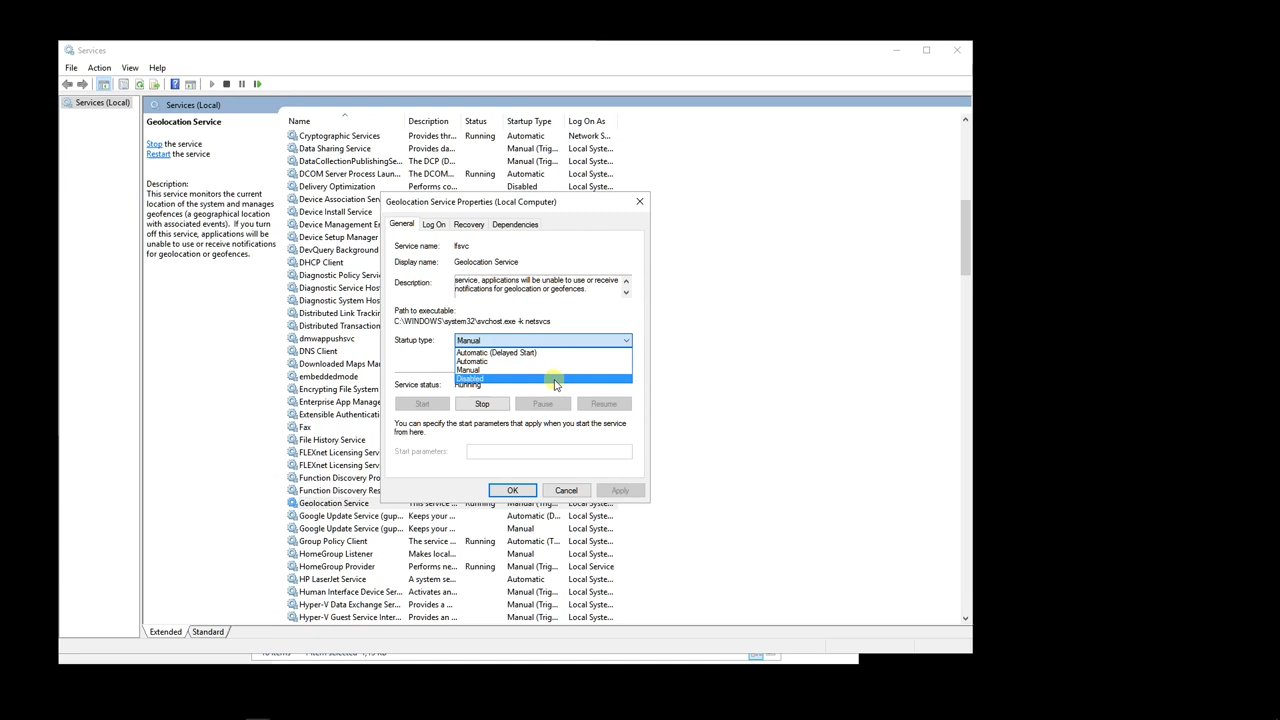 Services
File Action View Help
Services (Local)
Services (Local)
Geolocation Service
Stop the service
Restart the service
Description:
This service monitors the current
location of the system and manages
geofences (a geographical location
with associated events). If you turn
off this service, applications will be
unable to use or receive notifications
for geolocation or geofences.
Name Description Status Startup Type Log On As
Cryptographic Services Provides thr... Running Automatic Network S...
Data Sharing Service Provides da... Manual (Trig... Local Syste...
DataCollectionPublishingSe... The DCP (D... Manual (Trig... Local Syste...
DCOM Server Process Laun... The DCOM... Running Automatic Local Syste...
Delivery Optimization Performs co... Disabled Local Syste...
Device Association Ser
Device Install Service
Device Management En
Device Setup Manager
DevQuery Background
DHCP Client
Diagnostic Policy Servi
Diagnostic Service Hos
Diagnostic System Hos
Distributed Link Trackin
Distributed Transaction
dmwappushsvc
DNS Client
Downloaded Maps Ma
embeddedmode
Encrypting File System
Enterprise App Manage
Extensible Authenticati
Fax
File History Service
FLEXnet Licensing Serv
FLEXnet Licensing Serv
Function Discovery Pro
Function Discovery Res
Geolocation Service This service ... Running Manual (Trig... Local Syste...
Google Update Service (gup... Keeps your ... Automatic (D... Local Syste...
Google Update Service (gup... Keeps your ... Manual Local Syste...
Group Policy Client The service ... Running Automatic (T... Local Syste...
HomeGroup Listener Makes local... Manual Local Syste...
HomeGroup Provider Performs ne... Running Manual (Trig... Local Service
HP LaserJet Service A system se... Automatic Local Syste...
Human Interface Device Ser... Activates an... Manual (Trig... Local Syste...
Hyper-V Data Exchange Ser... Provides a ... Manual (Trig... Local Syste...
Hyper-V Guest Service Inter... Provides an ... Manual (Trig... Local Syste...
Geolocation Service Properties (Local Computer)
General Log On Recovery Dependencies
Service name: lfsvc
Display name: Geolocation Service
Description: service, applications will be unable to use or receive
notifications for geolocation or geofences.
Path to executable:
C:\WINDOWS\system32\svchost.exe -k netsvcs
Startup type: Manual
Automatic (Delayed Start)
Automatic
Manual
Disabled
Service status: Running
Start Stop Pause Resume
You can specify the start parameters that apply when you start the service
from here.
Start parameters:
OK Cancel Apply
Extended Standard